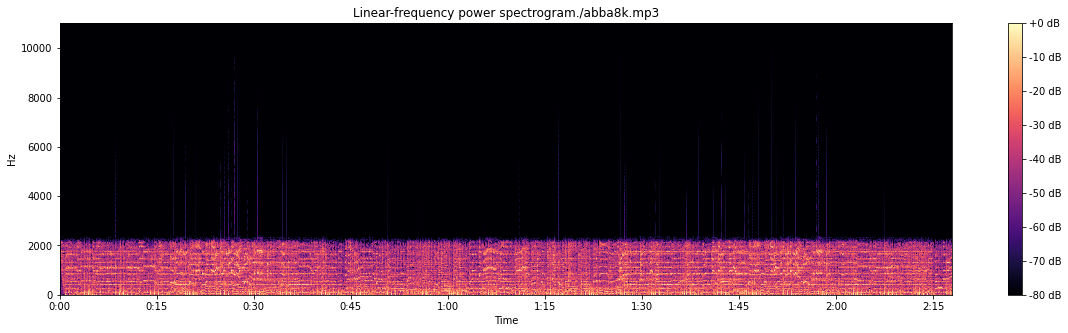 Linear-frequency power spectrogram./abba8k.mp3
Hz
10000
8000
6000
4000
2000
0
0:00 0:15 0:30 0:45 1:00 1:15 1:30 1:45 2:00 2:15
Time
+0 dB
-10 dB
-20 dB
-30 dB
-40 dB
-50 dB
-60 dB
-70 dB
-80 dB